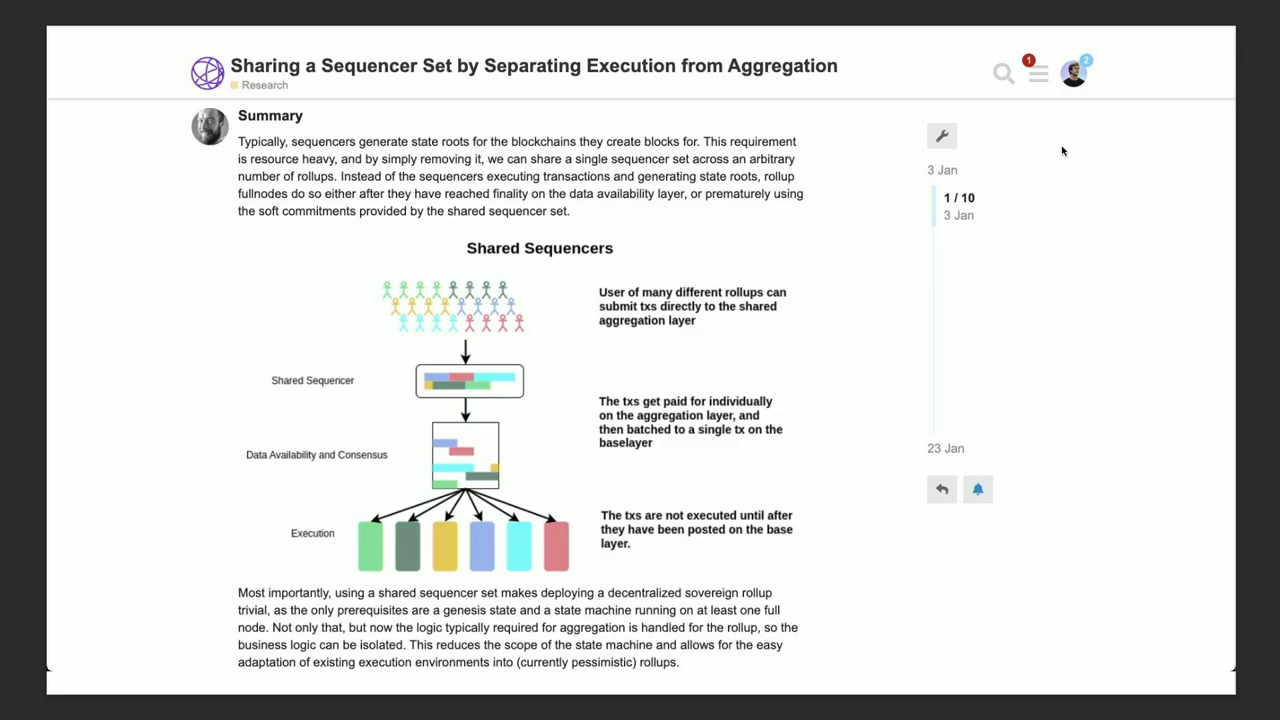 Sharing a Sequencer Set by Separating Execution from Aggregation
Research
1
2
Summary
Typically, sequencers generate state roots for the blockchains they create blocks for. This requirement
is resource heavy, and by simply removing it, we can share a single sequencer set across an arbitrary
number of rollups. Instead of the sequencers executing transactions and generating state roots, rollup
fullnodes do so either after they have reached finality on the data availability layer, or prematurely using
the soft commitments provided by the shared sequencer set.
3 Jan
1 / 10
3 Jan
23 Jan
Shared Sequencers
User of many different rollups can
submit txs directly to the shared
aggregation layer
Shared Sequencer
The txs get paid for individually
on the aggregation layer, and
then batched to a single tx on the
baselayer
Data Availability and Consensus
Execution
The txs are not executed until after
they have been posted on the base
layer.
Most importantly, using a shared sequencer set makes deploying a decentralized sovereign rollup
trivial, as the only prerequisites are a genesis state and a state machine running on at least one full
node. Not only that, but now the logic typically required for aggregation is handled for the rollup, so the
business logic can be isolated. This reduces the scope of the state machine and allows for the easy
adaptation of existing execution environments into (currently pessimistic) rollups.